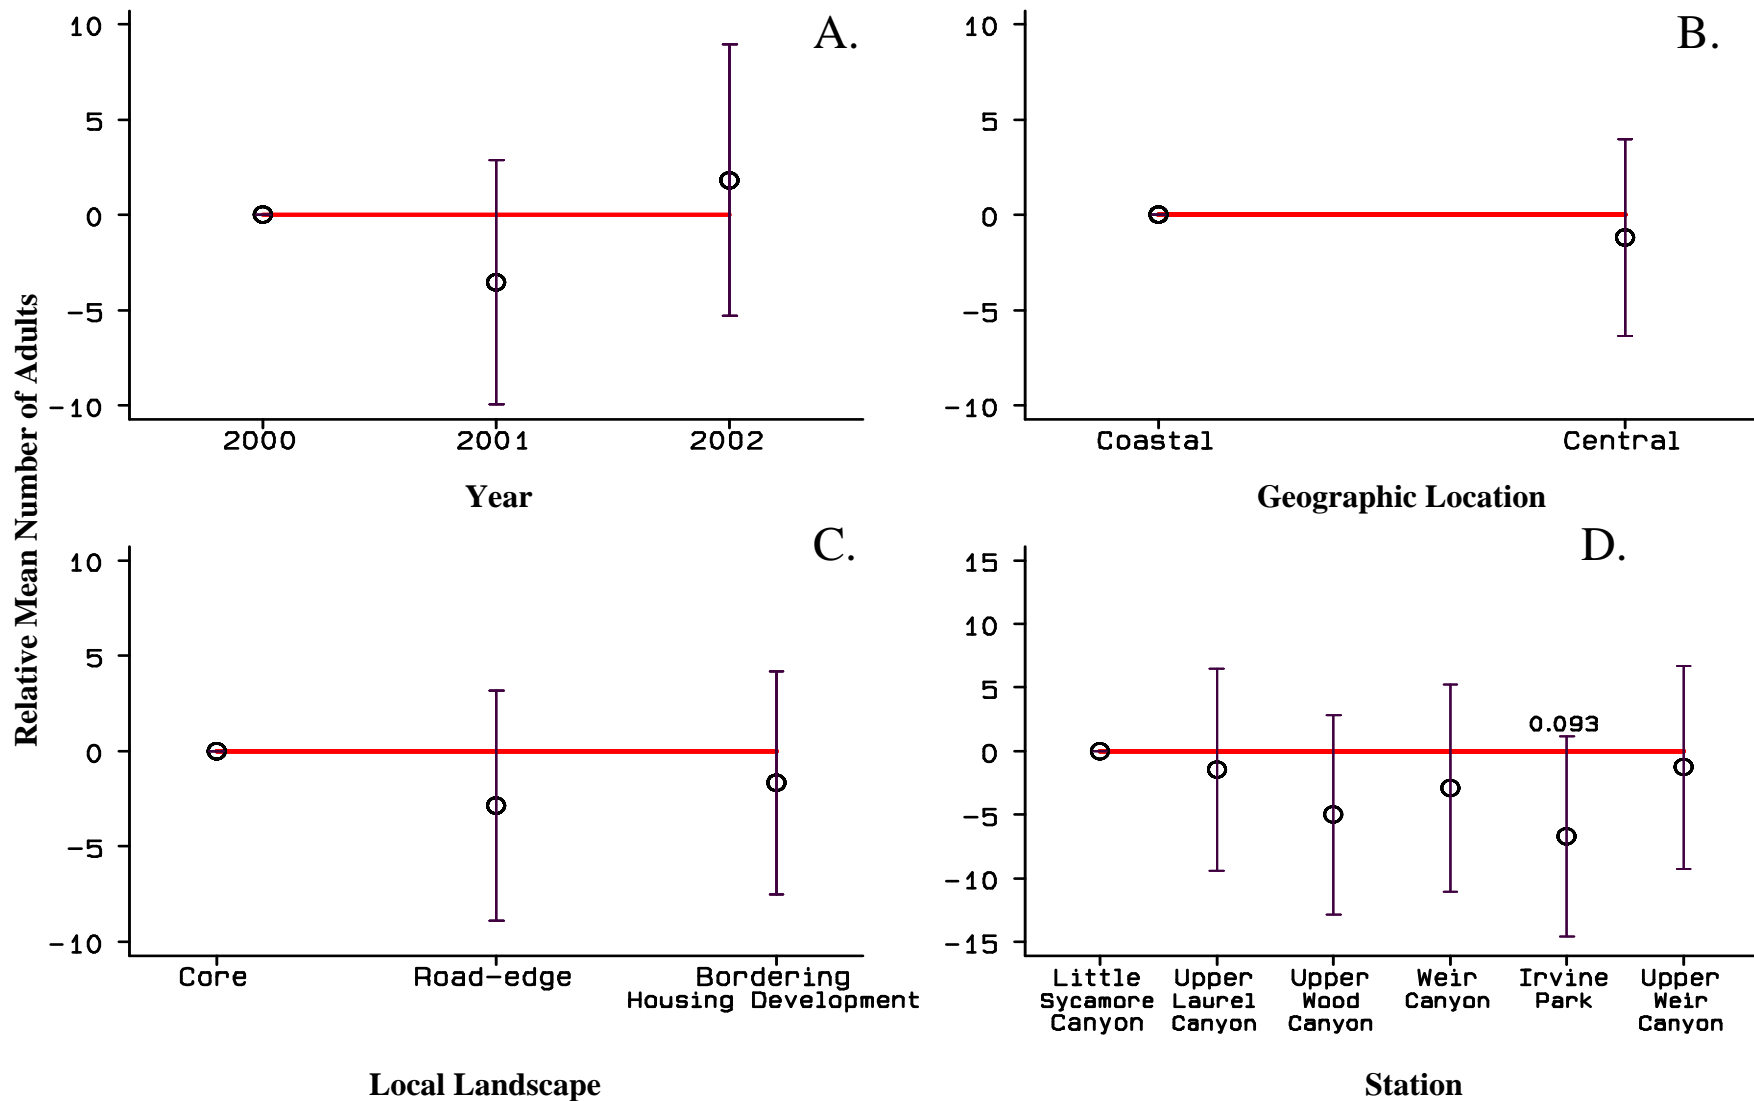 Relative Mean Number of Adults
A.
10
5
0
−5
−10
2000 2001 2002
Year
B.
10
5
0
−5
−10
Coastal Central
Geographic Location
C.
10
5
0
−5
−10
Core Road-edge Bordering
Housing Development
Local Landscape
D.
15
10
5
0.093
0
−5
−10
−15
Little Upper Upper Weir Irvine Upper
Sycamore Laurel Wood Canyon Park Weir
Canyon Canyon Canyon Canyon
Station